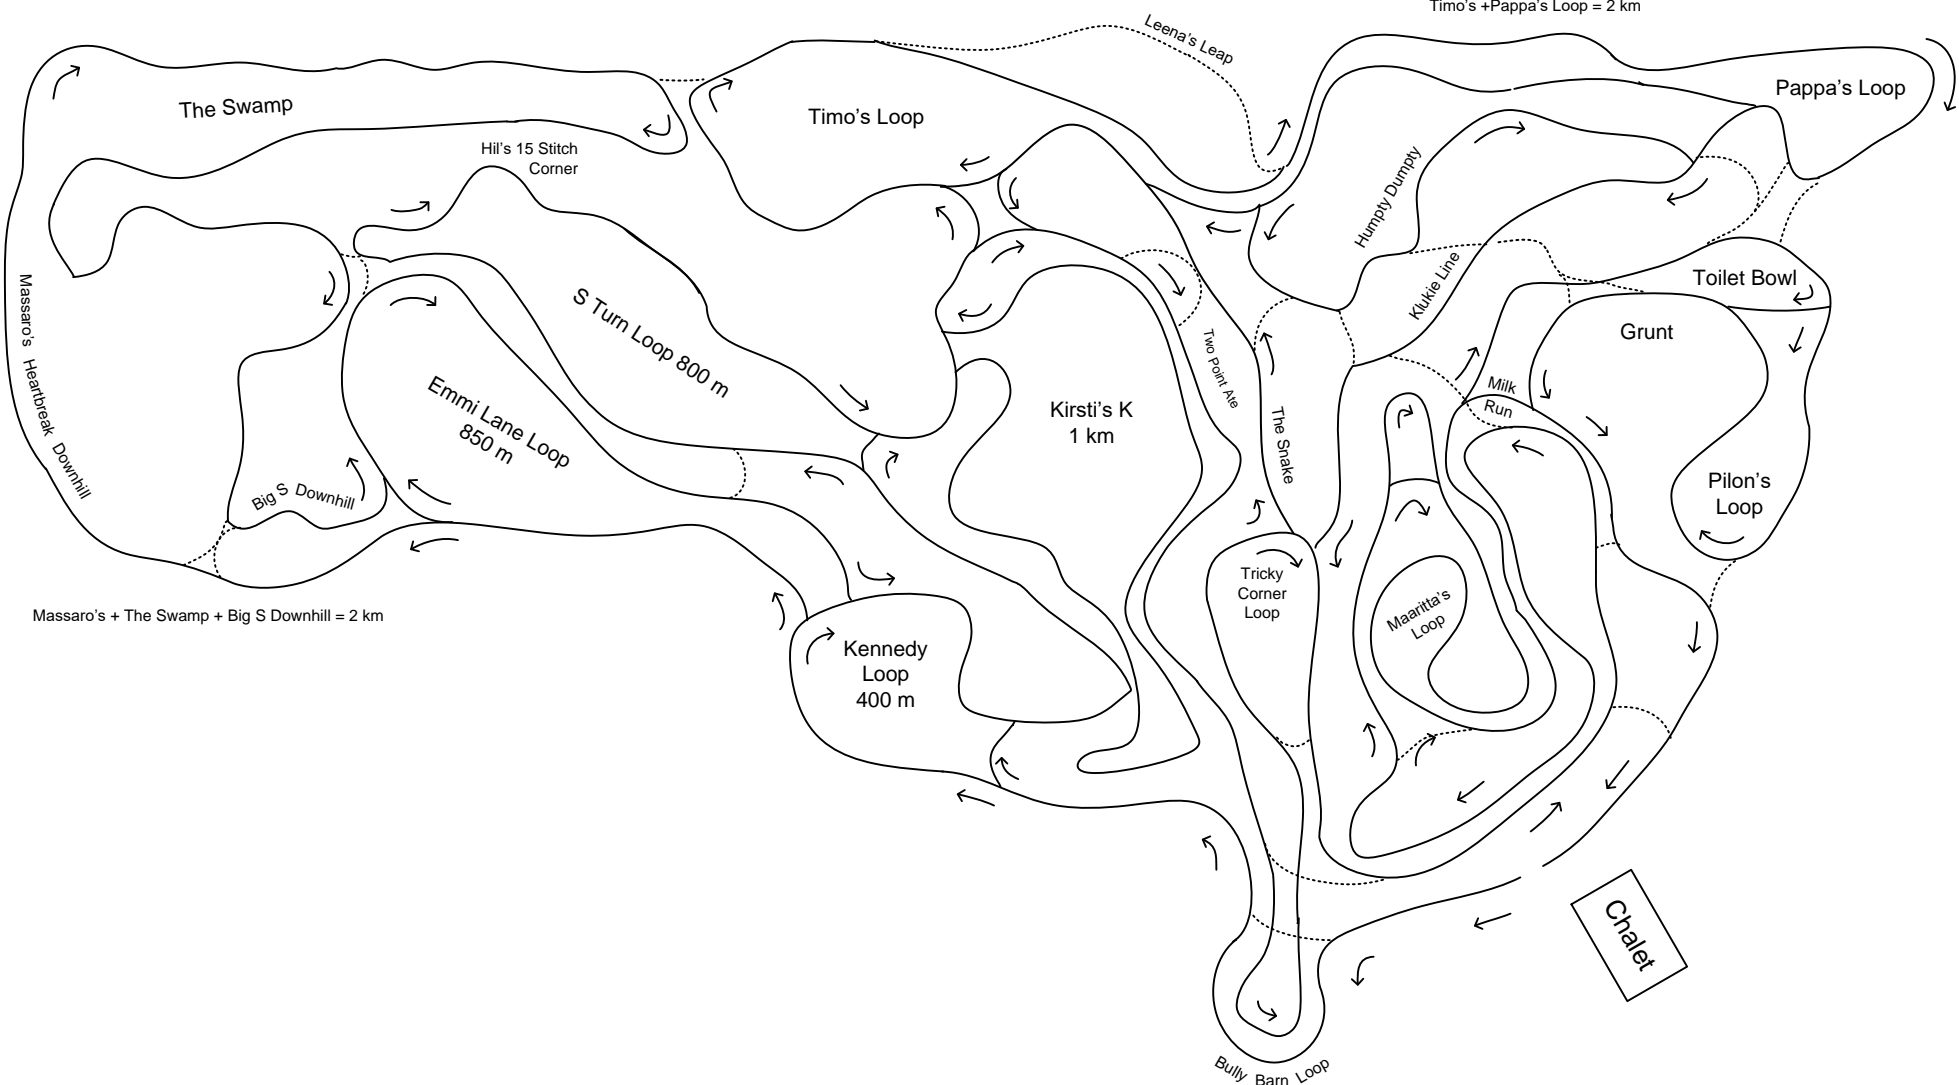 Timo's +Pappa's Loop = 2 km
Leena's Leap
Pappa's Loop
The Swamp
Timo's Loop
Hil's 15 Stitch
Corner
Humpty Dumpty
Klukie Line
Toilet Bowl
Massaro's Heartbreak Downhill
S Turn Loop 800 m
Two Point Ate
Grunt
Emmi Lane Loop
850 m
Kirsti's K
1 km
The Snake
Milk
Run
Big S Downhill
Pilon's
Loop
Tricky
Corner
Loop
Maaritta's
Loop
Massaro's + The Swamp + Big S Downhill = 2 km
Kennedy
Loop
400 m
Chalet
Bully Barn Loop